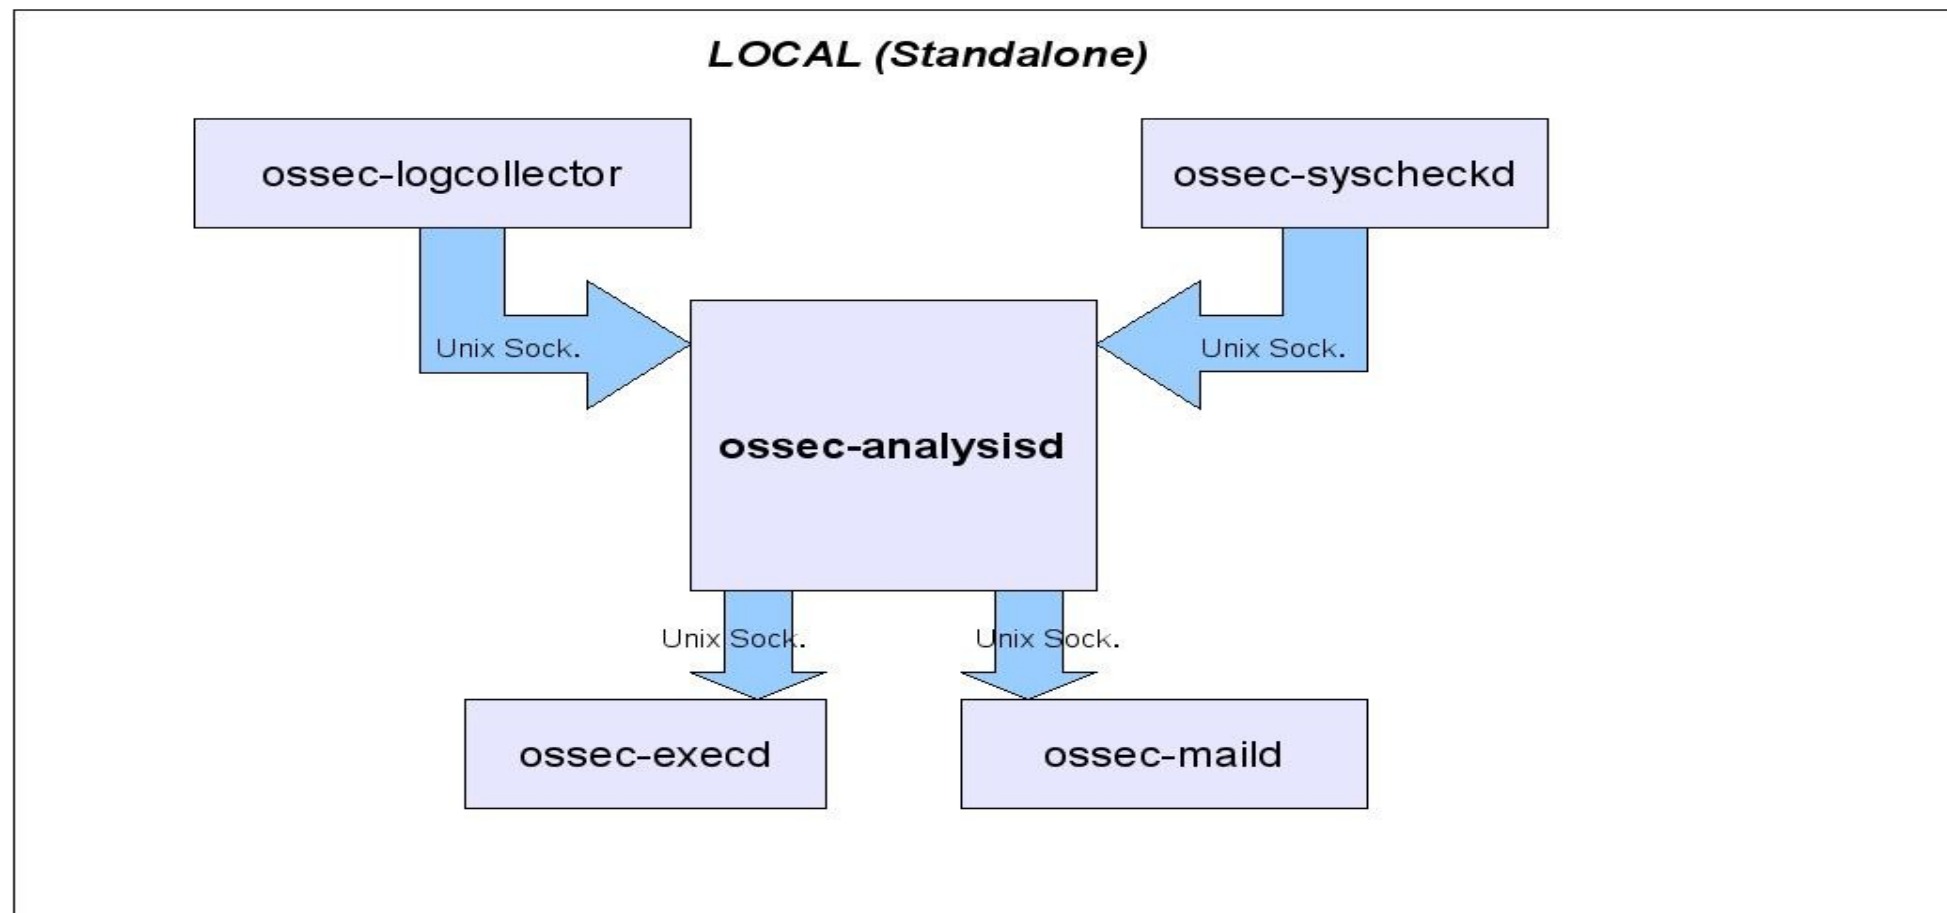 LOCAL (Standalone)
ossec-logcollector
ossec-syscheckd
Unix Sock.
Unix Sock.
ossec-analysisd
Unix Sock.
Unix Sock.
ossec-execd
ossec-maild